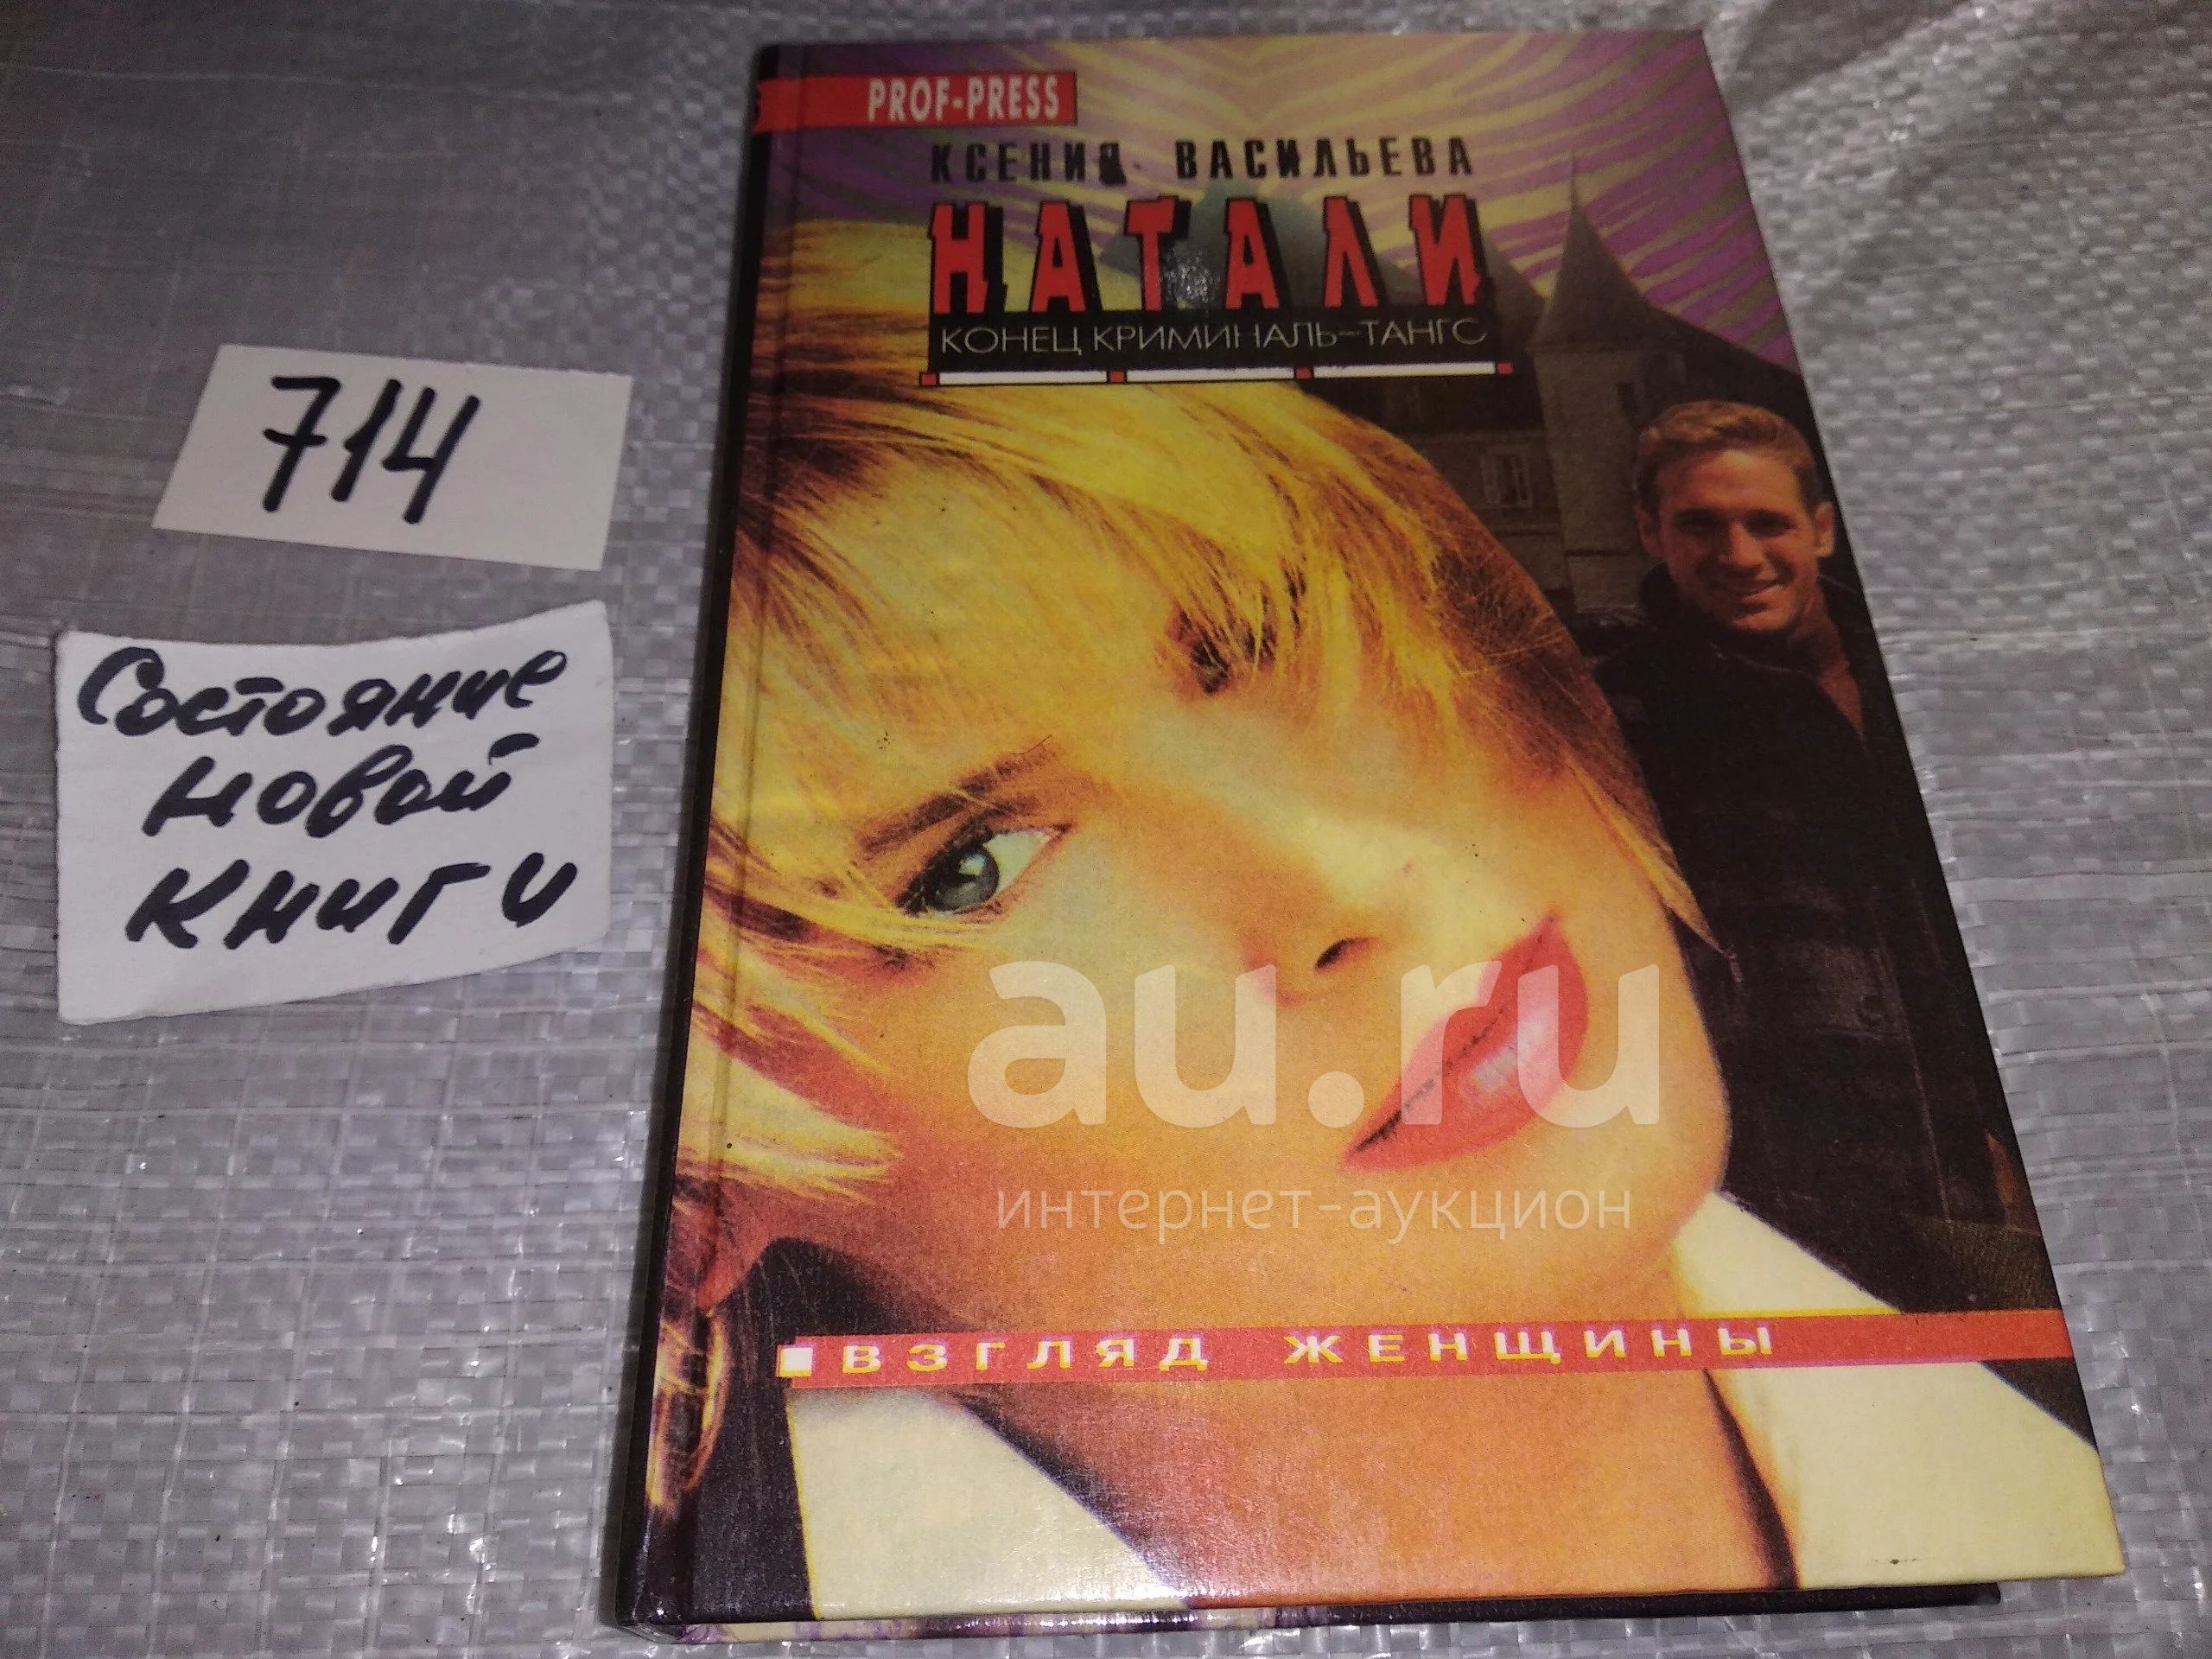 PROF-PRESS
КСЕНИЯ ВАСИЛЬЕВА
НАТАЛИ
КОНЕЦ КРИМИНАЛЬ-ТАНГО
714
Состояние
новой
книги
au.ru
интернет-аукцион
ВЗГЛЯД ЖЕНЩИНЫ